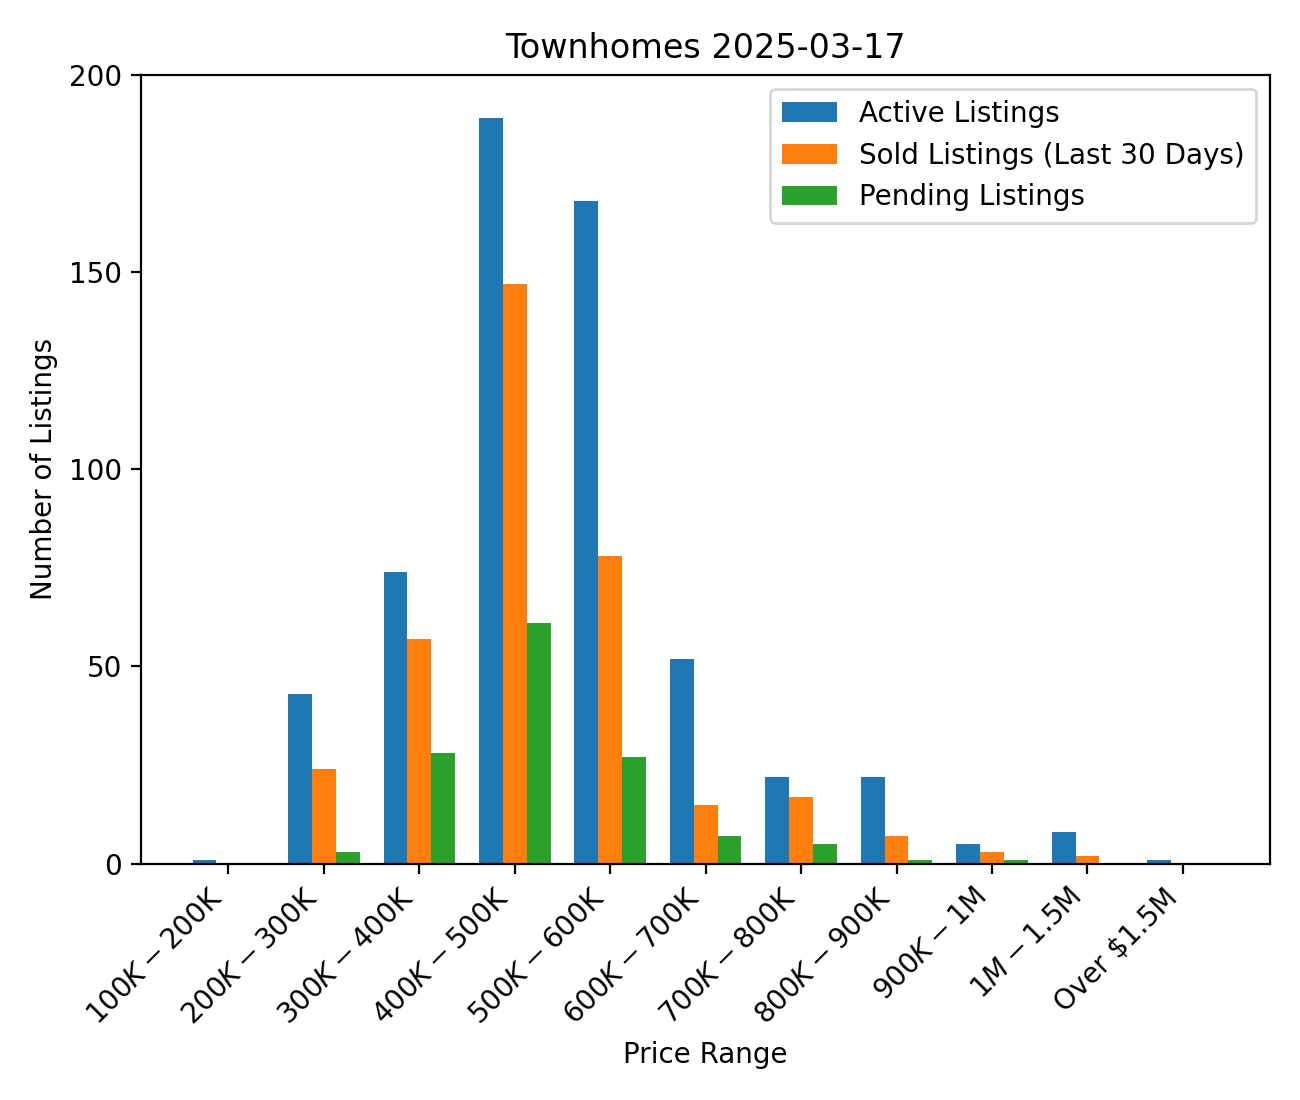 Townhomes 2025-03-17
200
150
100
50
0
Number of Listings
Active Listings
Sold Listings (Last 30 Days)
Pending Listings
100K − 200K
200K − 300K
300K − 400K
400K − 500K
500K − 600K
600K − 700K
700K − 800K
800K − 900K
900K − 1M
1M − 1.5M
Over $1.5M
Price Range